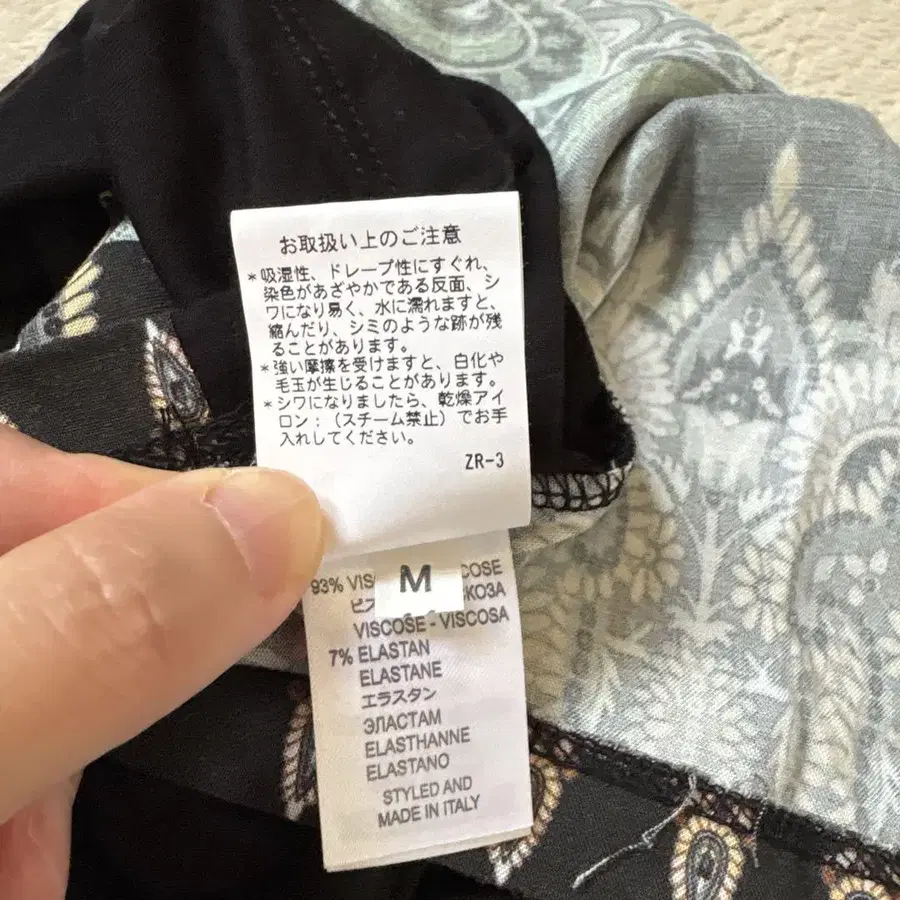 お取扱い上のご注意
*吸湿性、ドレープ性にすぐれ、
染色があざやかである反面、シ
ワになり易く、水に濡れますと、
縮んだり、シミのような跡が残
ることがあります。
*強い摩擦を受けますと、白化や
毛玉が生じることがあります。
*シワになりましたら、乾燥アイ
ロン:(スチーム禁止)でお手
入れしてください。
ZR-3
M
93%
VISCOSE - VISCOSA
7% ELASTAN
ELASTANE
エラスタン
ЭЛАСТАМ
ELASTHANNE
ELASTANO
STYLED AND
MADE IN ITALY